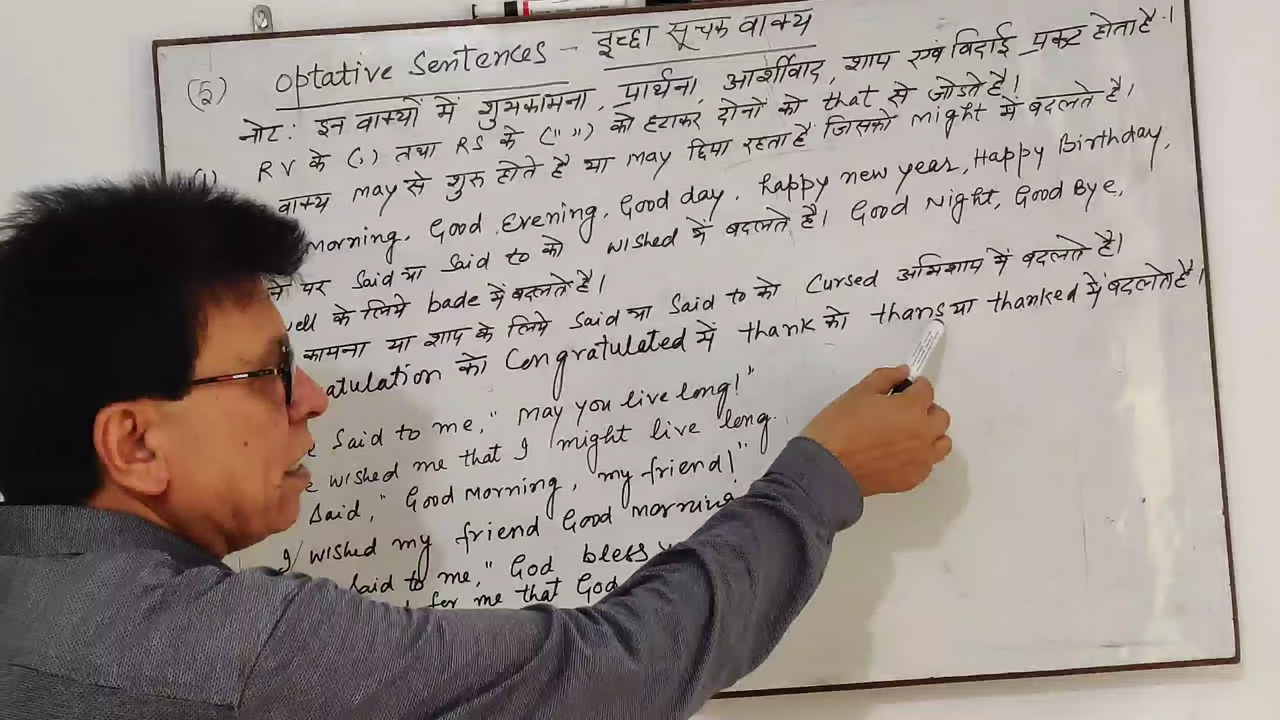 (5) Optative Sentences - इच्छा सूचक वाक्य
नोट: इन वाक्यों में शुभकामना, प्रार्थना, आर्शीवाद, शाप एवं विदाई प्रकट होता है।
RV के (,) तथा RS के (" ") को हटाकर दोनों को that से जोडते है।
वाक्य may से शुरु होते है या may छिपा रहता है जिसको might में बदलते है।
morning, Good Evening, Good day, happy new year, Happy Birthday,
पर Said या Said to को wished में बदलते है। Good Night, Good Bye,
के लिये bade में बदलते है।
कामना या शाप के लिये Said या Said to को Cursed अभिशाप में बदलते है।
को Congratulated में thank को thans या thanked में बदलते है।
Said to me, " May you live long!"
wished me that I might live long.
Said, " Good Morning, my friend!"
I wished my friend Good morning
Said to me, " God bless
for me that God